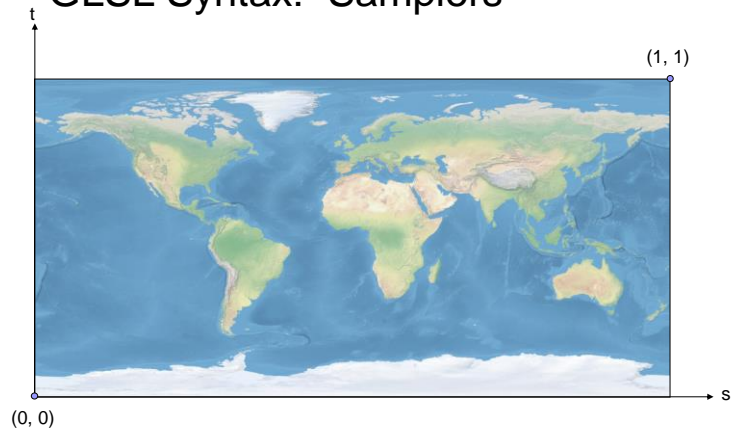 GLSL Syntax: Samplers
t
(1, 1)
s
(0, 0)